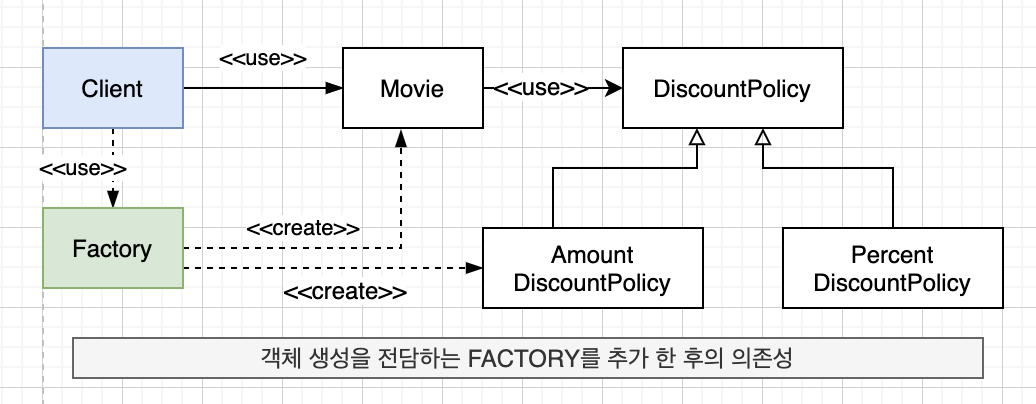 Client
<<use>>
Movie
<<use>>
DiscountPolicy
<<use>>
Factory
<<create>>
<<create>>
Amount
DiscountPolicy
Percent
DiscountPolicy
객체 생성을 전담하는 FACTORY를 추가 한 후의 의존성